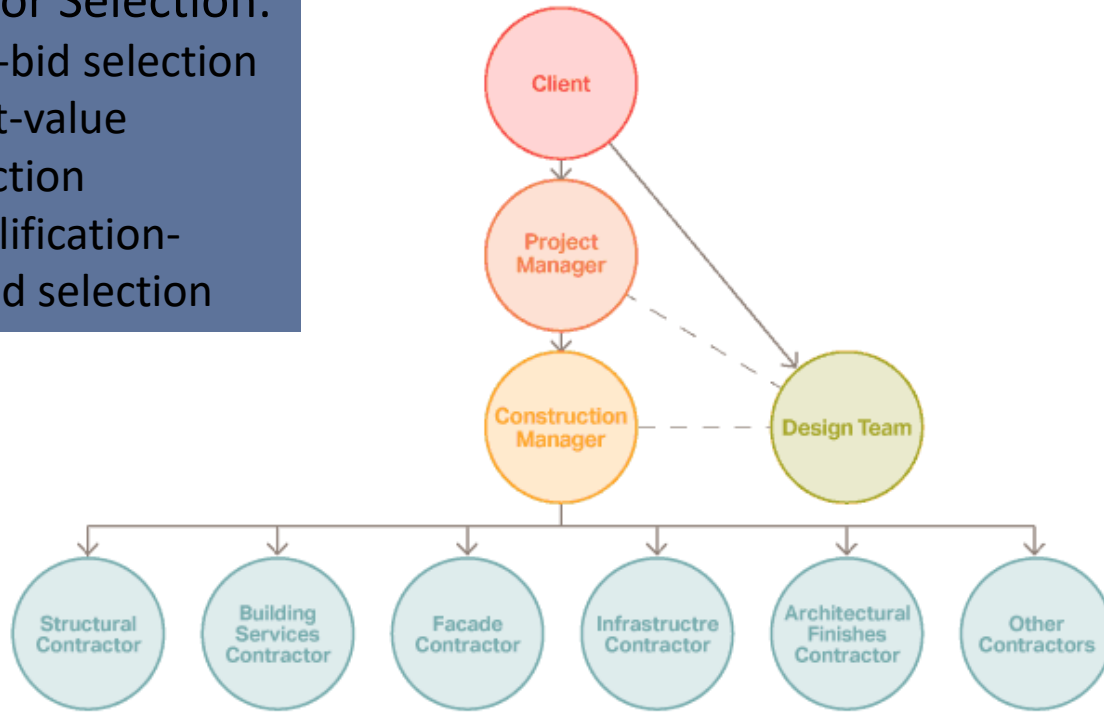 or Selection:
-bid selection
t-value
ction
lification-
d selection
Client
Project
Manager
Construction
Manager
Design Team
Structural
Contractor
Building
Services
Contractor
Facade
Contractor
Infrastructre
Contractor
Architectural
Finishes
Contractor
Other
Contractors